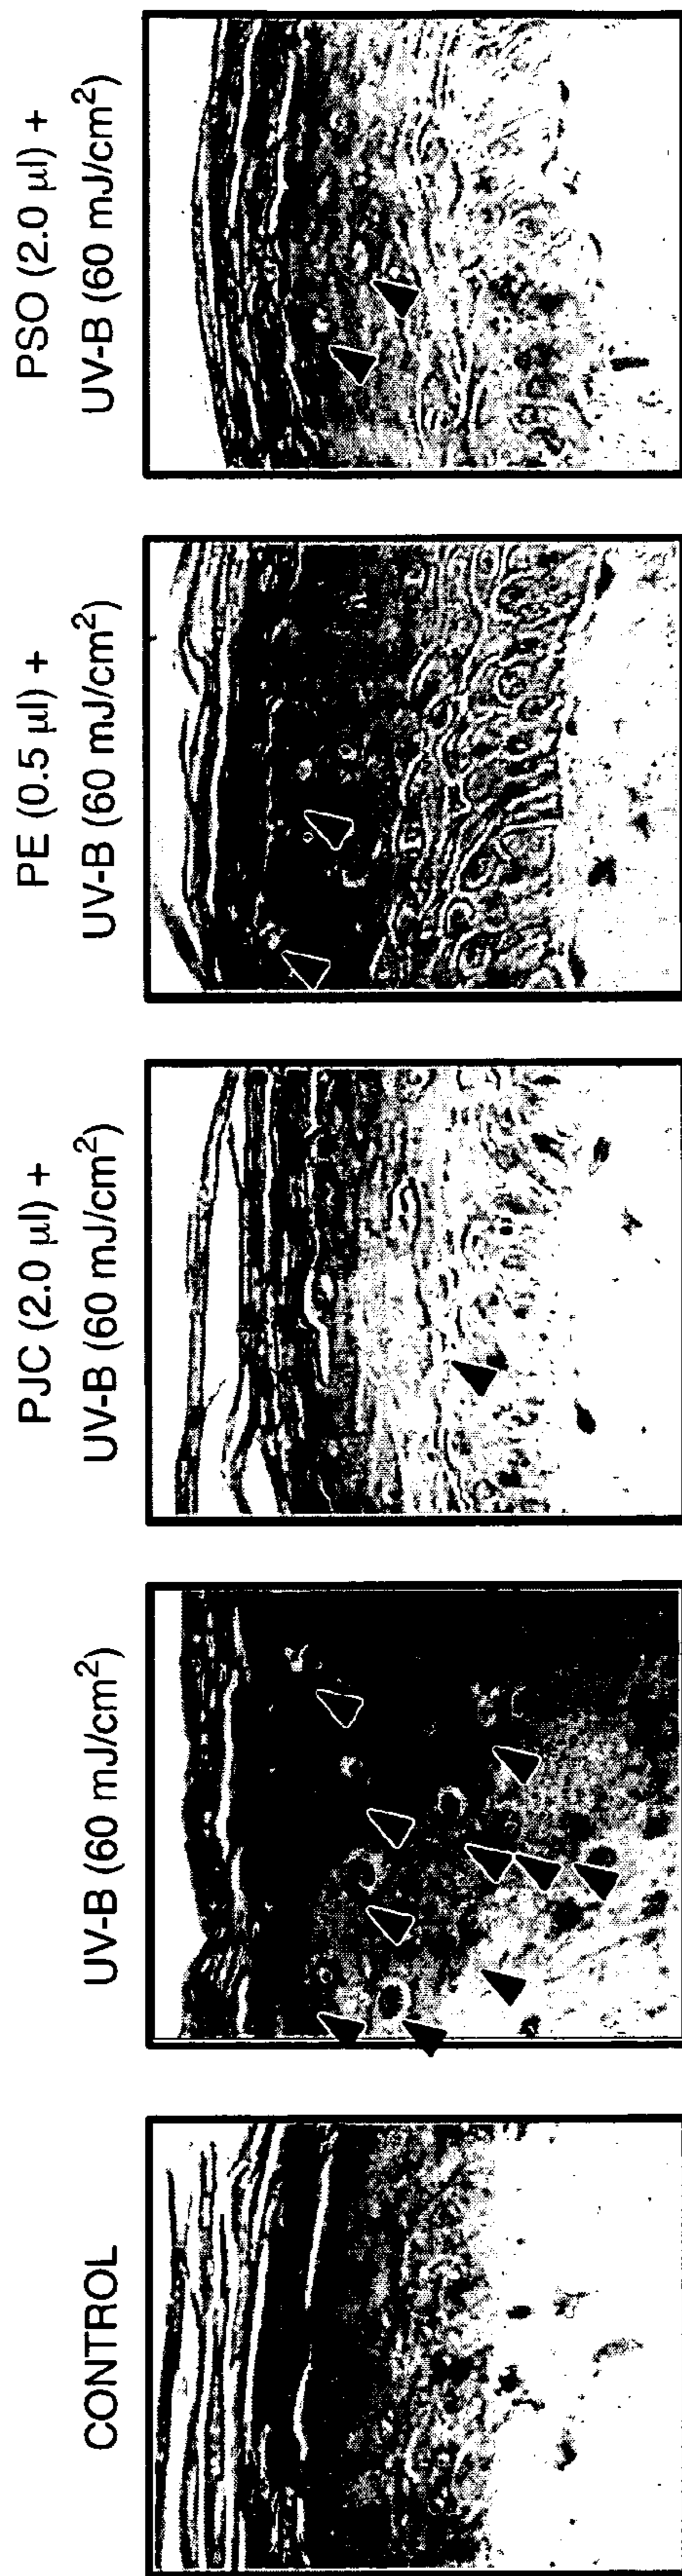 CONTROL
UV-B (60 mJ/cm²)
PJC (2.0 μl) +
UV-B (60 mJ/cm²)
PE (0.5 μl) +
UV-B (60 mJ/cm²)
PSO (2.0 μl) +
UV-B (60 mJ/cm²)